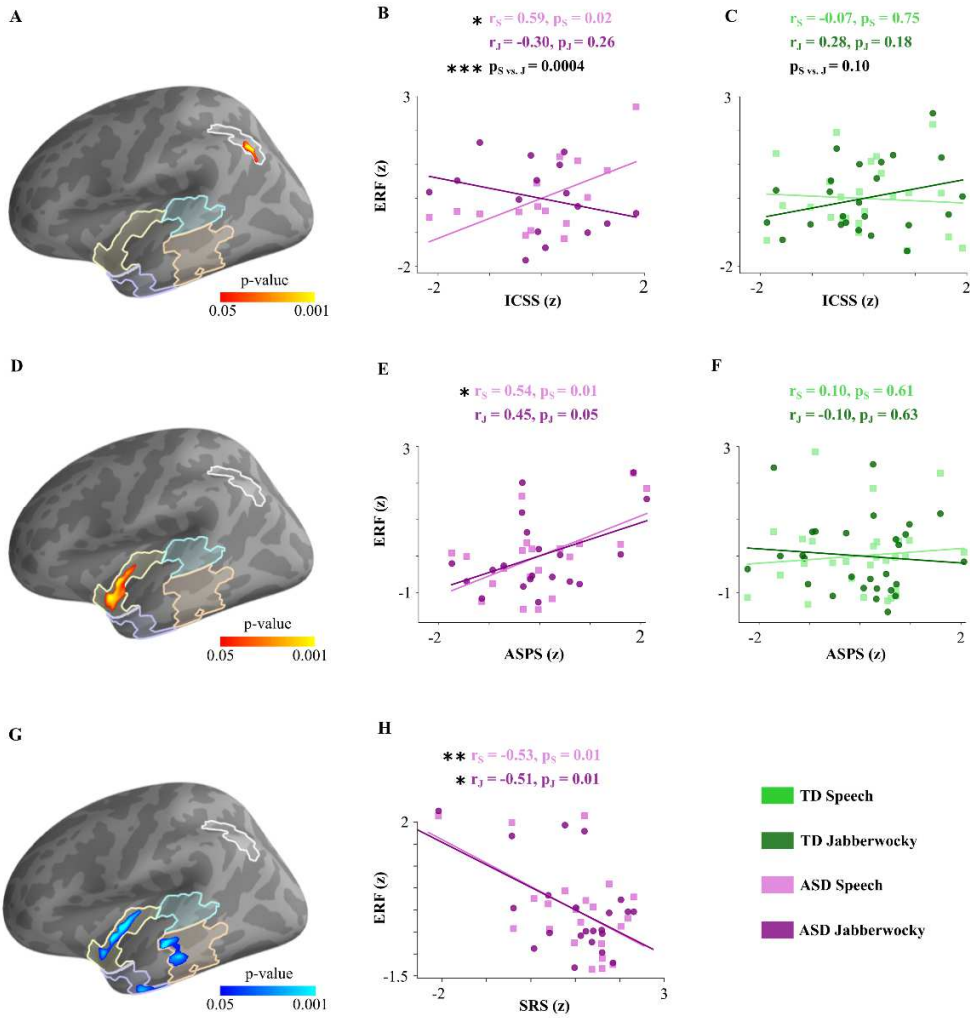 A
p-value
0.05 0.001
B
* r_S = 0.59, p_S = 0.02
r_J = -0.30, p_J = 0.26
*** p_S vs. J = 0.0004
3
ERF (z)
-2
-2 2
ICSS (z)
C
r_S = -0.07, p_S = 0.75
r_J = 0.28, p_J = 0.18
p_S vs. J = 0.10
3
ERF (z)
-2
-2 2
ICSS (z)
D
p-value
0.05 0.001
E
* r_S = 0.54, p_S = 0.01
r_J = 0.45, p_J = 0.05
3
ERF (z)
-1
-2 2
ASPS (z)
F
r_S = 0.10, p_S = 0.61
r_J = -0.10, p_J = 0.63
3
ERF (z)
-1
-2 2
ASPS (z)
G
p-value
0.05 0.001
H
** r_S = -0.53, p_S = 0.01
* r_J = -0.51, p_J = 0.01
2
ERF (z)
-1.5
-2 3
SRS (z)
TD Speech
TD Jabberwocky
ASD Speech
ASD Jabberwocky